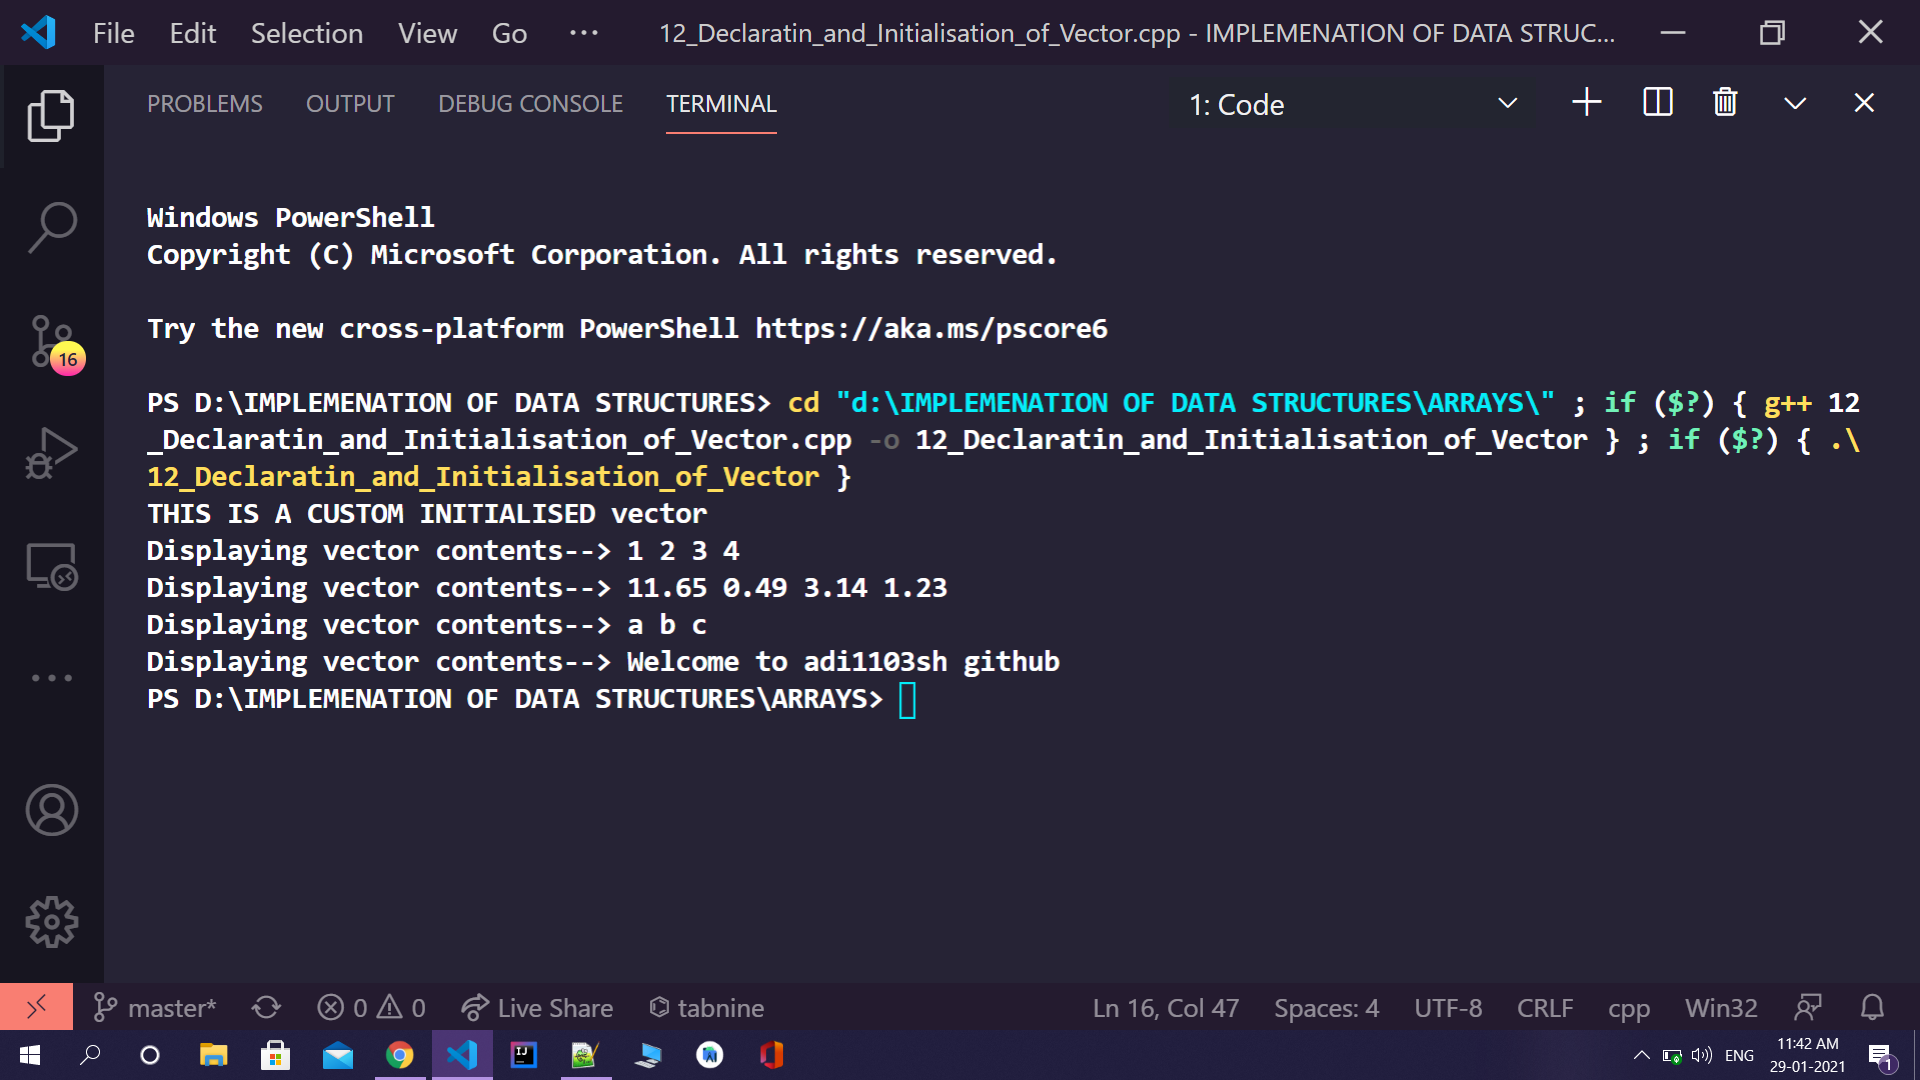 File Edit Selection View Go ··· 12_Declaratin_and_Initialisation_of_Vector.cpp - IMPLEMENATION OF DATA STRUC...
PROBLEMS OUTPUT DEBUG CONSOLE TERMINAL 1: Code
Windows PowerShell
Copyright (C) Microsoft Corporation. All rights reserved.
Try the new cross-platform PowerShell https://aka.ms/pscore6
16
PS D:\IMPLEMENATION OF DATA STRUCTURES> cd "d:\IMPLEMENATION OF DATA STRUCTURES\ARRAYS\" ; if ($?) { g++ 12
_Declaratin_and_Initialisation_of_Vector.cpp -o 12_Declaratin_and_Initialisation_of_Vector } ; if ($?) { .\
12_Declaratin_and_Initialisation_of_Vector }
THIS IS A CUSTOM INITIALISED vector
Displaying vector contents--> 1 2 3 4
Displaying vector contents--> 11.65 0.49 3.14 1.23
Displaying vector contents--> a b c
Displaying vector contents--> Welcome to adi1103sh github
PS D:\IMPLEMENATION OF DATA STRUCTURES\ARRAYS>
master* 0 0 Live Share tabnine Ln 16, Col 47 Spaces: 4 UTF-8 CRLF cpp Win32
IJ ENG 11:42 AM
29-01-2021 1